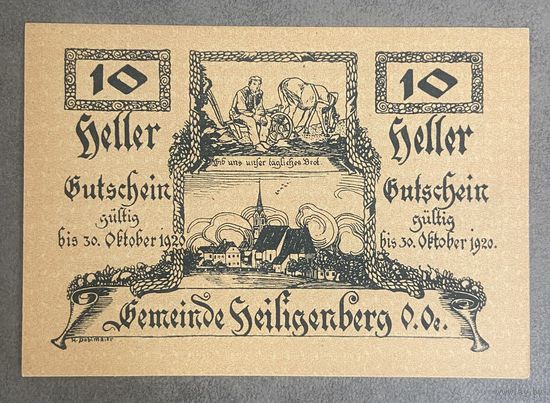 10
Heller
Gutschein
gültig
bis 30. Oktober 1920
Gib uns unser tägliches Brot.
10
Heller
Gutschein
gültig
bis 30. Oktober 1920.
Gemeinde Heiligenberg O.Oe.